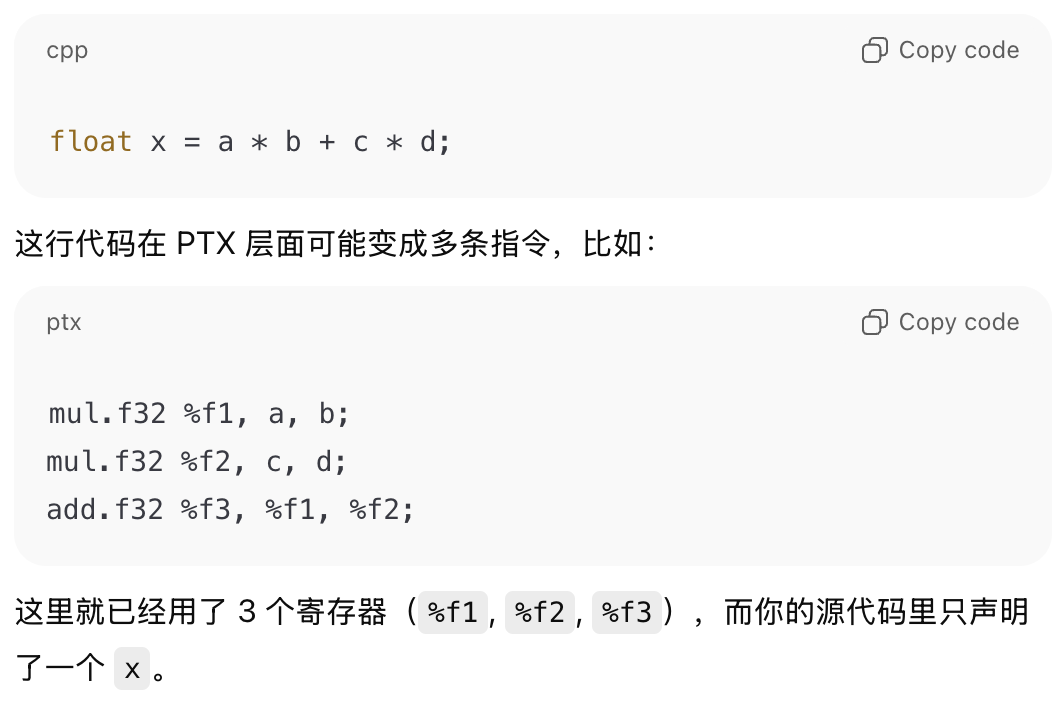 cpp Copy code
float x = a * b + c * d;
这行代码在 PTX 层面可能变成多条指令，比如：
ptx Copy code
mul.f32 %f1, a, b;
mul.f32 %f2, c, d;
add.f32 %f3, %f1, %f2;
这里就已经用了 3 个寄存器（%f1, %f2, %f3），而你的源代码里只声明
了一个 x。